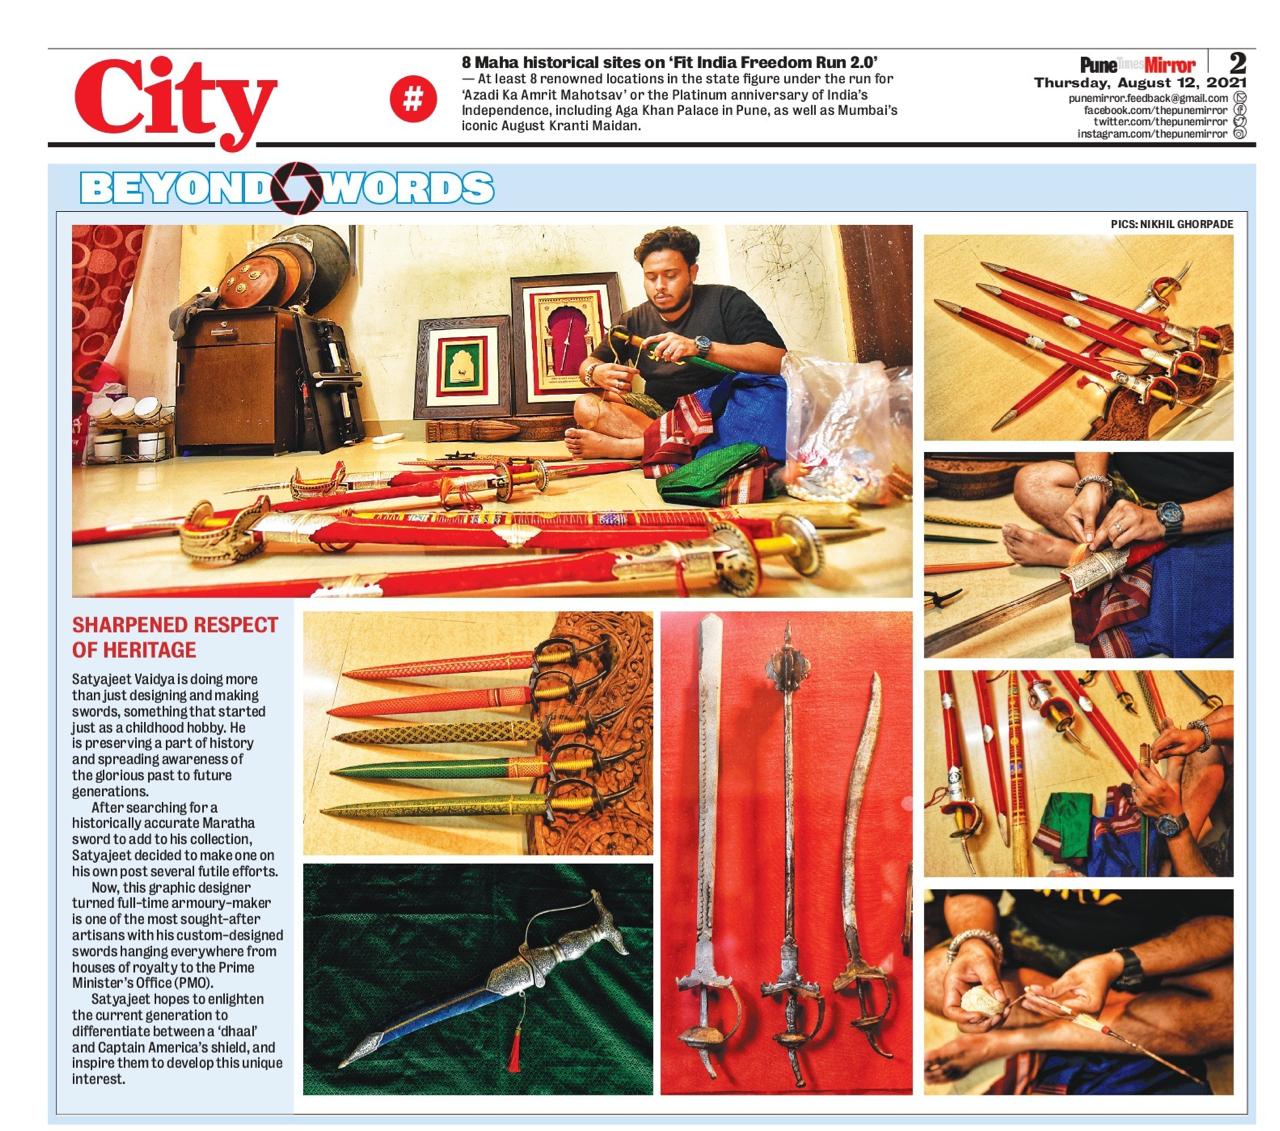 City
#
8 Maha historical sites on ‘Fit India Freedom Run 2.0’
— At least 8 renowned locations in the state figure under the run for
‘Azadi Ka Amrit Mahotsav’ or the Platinum anniversary of India’s
Independence, including Aga Khan Palace in Pune, as well as Mumbai’s
iconic August Kranti Maidan.
PuneTimesMirror 2
Thursday, August 12, 2021
punemirror.feedback@gmail.com
facebook.com/thepunemirror
twitter.com/thepunemirror
instagram.com/thepunemirror
BEYOND WORDS
PICS: NIKHIL GHORPADE
SHARPENED RESPECT
OF HERITAGE
Satyajeet Vaidya is doing more
than just designing and making
swords, something that started
just as a childhood hobby. He
is preserving a part of history
and spreading awareness of
the glorious past to future
generations.
After searching for a
historically accurate Maratha
sword to add to his collection,
Satyajeet decided to make one on
his own post several futile efforts.
Now, this graphic designer
turned full-time armoury-maker
is one of the most sought-after
artisans with his custom-designed
swords hanging everywhere from
houses of royalty to the Prime
Minister’s Office (PMO).
Satyajeet hopes to enlighten
the current generation to
differentiate between a ‘dhaal’
and Captain America’s shield, and
inspire them to develop this unique
interest.